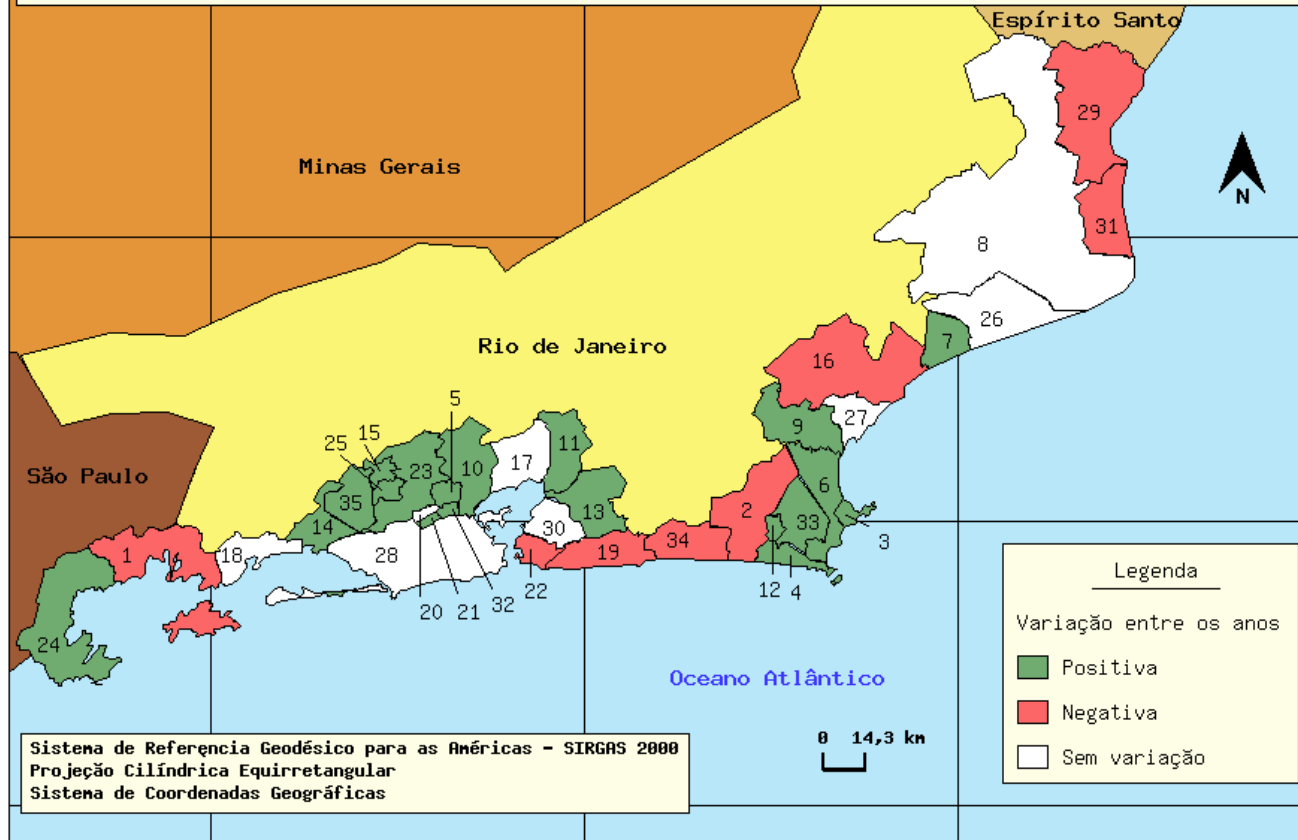 Espírito Santo
29
Minas Gerais
N
31
8
26
7
Rio de Janeiro
16
5
27
15
9
25
11
17
23
10
6
São Paulo
35
13
2
33
14
30
1
18
28
19
34
3
12
4
22
32
20
21
24
Legenda
Variação entre os anos
Positiva
Negativa
Sem variação
Oceano Atlântico
0 14,3 km
Sistema de Referençia Geodésico para as Américas - SIRGAS 2000
Projeção Cilíndrica Equirretangular
Sistema de Coordenadas Geográficas